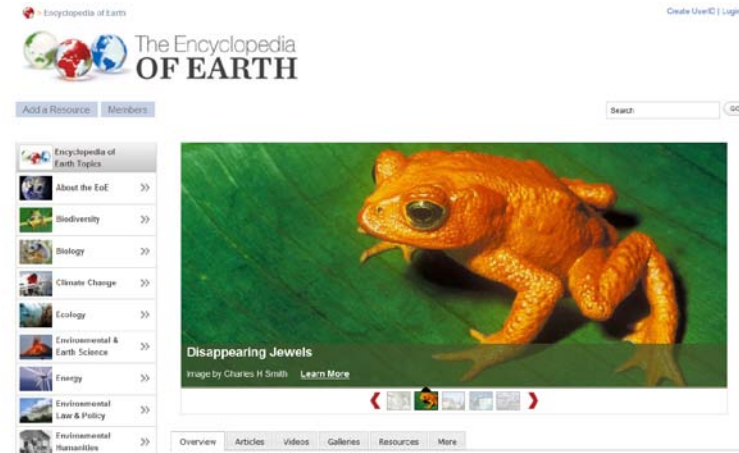 > Encyclopedia of Earth
Create UserID | Login
The Encyclopedia
OF EARTH
Add a Resource
Members
Search
GO
Encyclopedia of
Earth Topics
About the EoE
Biodiversity
Biology
Climate Change
Ecology
Environmental &
Earth Science
Energy
Environmental
Law & Policy
Environmental
Humanities
Disappearing Jewels
Image by Charles H Smith Learn More
Overview Articles Videos Galleries Resources More